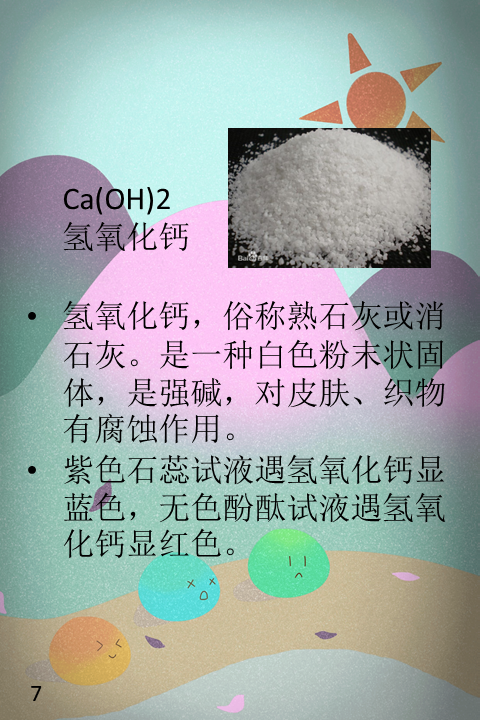 Ca(OH)2
氢氧化钙
• 氢氧化钙，俗称熟石灰或消
石灰。是一种白色粉末状固
体，是强碱，对皮肤、织物
有腐蚀作用。
• 紫色石蕊试液遇氢氧化钙显
蓝色，无色酚酞试液遇氢氧
化钙显红色。
7